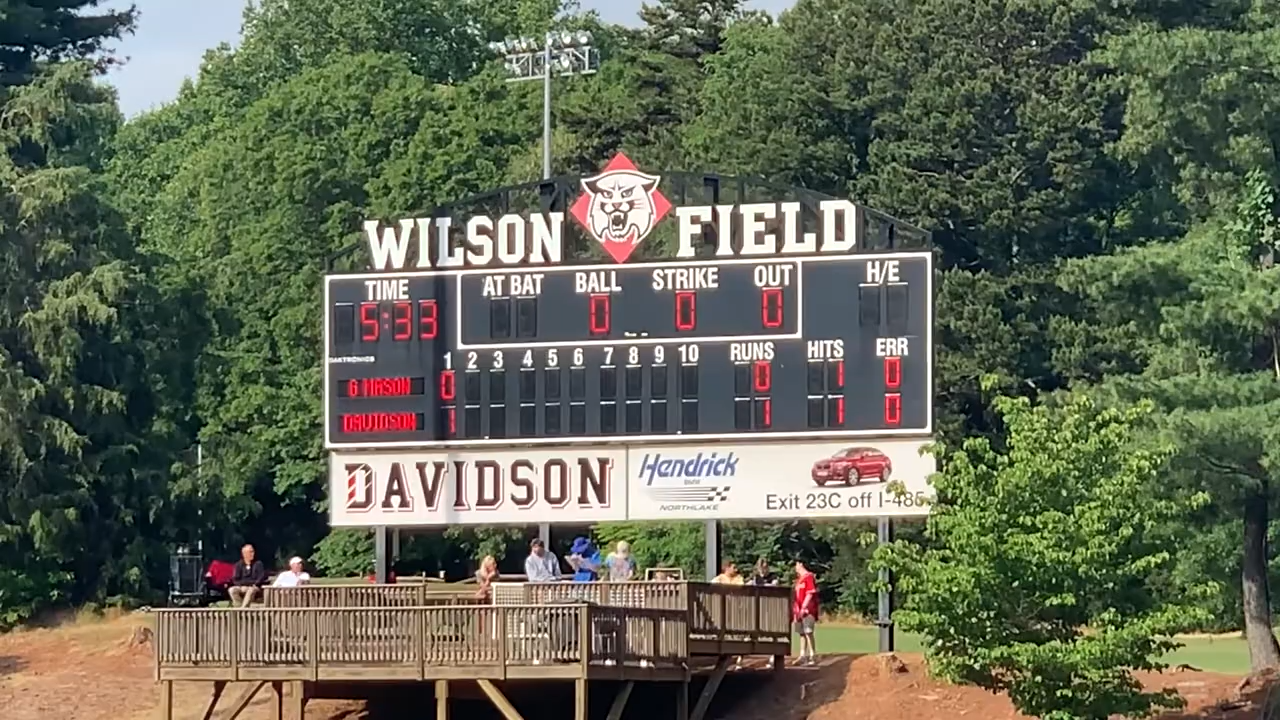 WILSON FIELD
TIME AT BAT BALL STRIKE OUT H/E
5:33 0 0 0
DAKTRONICS 1 2 3 4 5 6 7 8 9 10 RUNS HITS ERR
G MASON 0 0 1 0
DAVIDSON 1 1 1 0
DAVIDSON
Hendrick
BMW
NORTHLAKE
Exit 23C off I-485